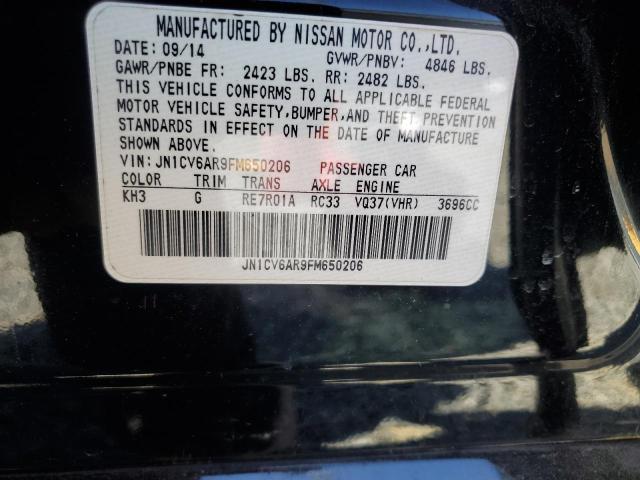 MANUFACTURED BY NISSAN MOTOR CO.,LTD.
DATE: 09/14 GVWR/PNBV: 4846 LBS.
GAWR/PNBE FR: 2423 LBS. RR: 2482 LBS.
THIS VEHICLE CONFORMS TO ALL APPLICABLE FEDERAL
MOTOR VEHICLE SAFETY,BUMPER,AND THEFT PREVENTION
STANDARDS IN EFFECT ON THE DATE OF MANUFACTURE
SHOWN ABOVE.
VIN: JN1CV6AR9FM650206 PASSENGER CAR
COLOR TRIM TRANS AXLE ENGINE
KH3 G RE7R01A RC33 VQ37(VHR) 3696CC
JN1CV6AR9FM650206